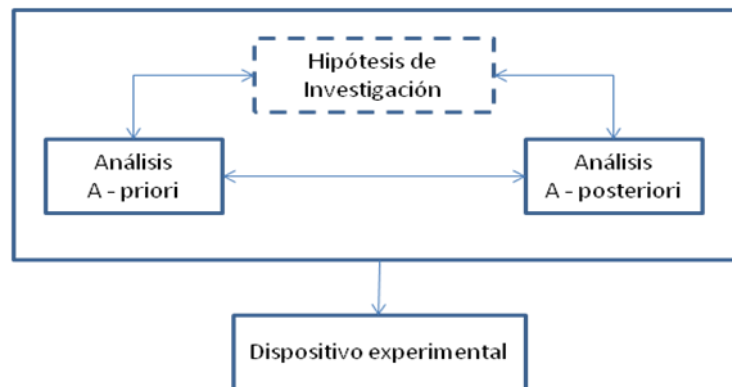 Hipótesis de
Investigación
Análisis
A - priori
Análisis
A - posteriori
Dispositivo experimental